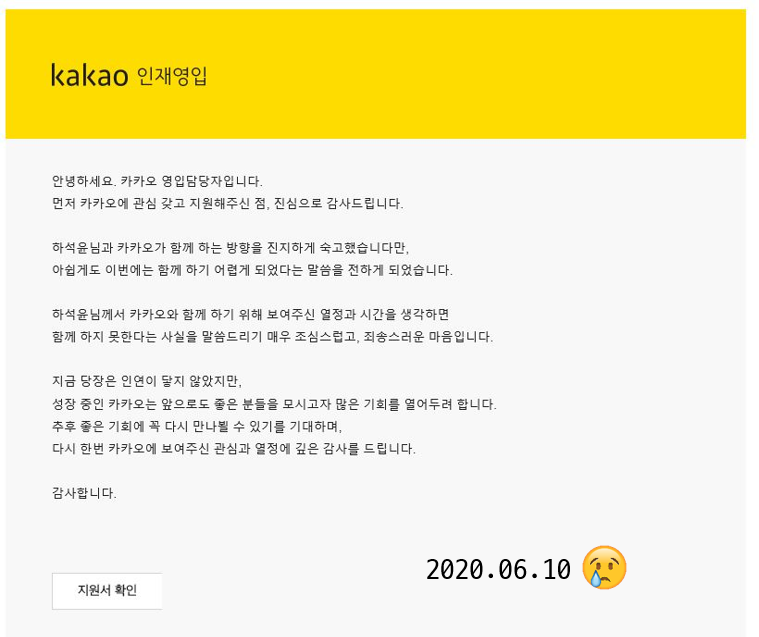 kakao 인재영입
안녕하세요. 카카오 영입담당자입니다.
먼저 카카오에 관심 갖고 지원해주신 점, 진심으로 감사드립니다.
하석윤님과 카카오가 함께 하는 방향을 진지하게 숙고했습니다만,
아쉽게도 이번에는 함께 하기 어렵게 되었다는 말씀을 전하게 되었습니다.
하석윤님께서 카카오와 함께 하기 위해 보여주신 열정과 시간을 생각하면
함께 하지 못한다는 사실을 말씀드리기 매우 조심스럽고, 죄송스러운 마음입니다.
지금 당장은 인연이 닿지 않았지만,
성장 중인 카카오는 앞으로도 좋은 분들을 모시고자 많은 기회를 열어두려 합니다.
추후 좋은 기회에 꼭 다시 만나뵐 수 있기를 기대하며,
다시 한번 카카오에 보여주신 관심과 열정에 깊은 감사를 드립니다.
감사합니다.
2020.06.10 😢
지원서 확인